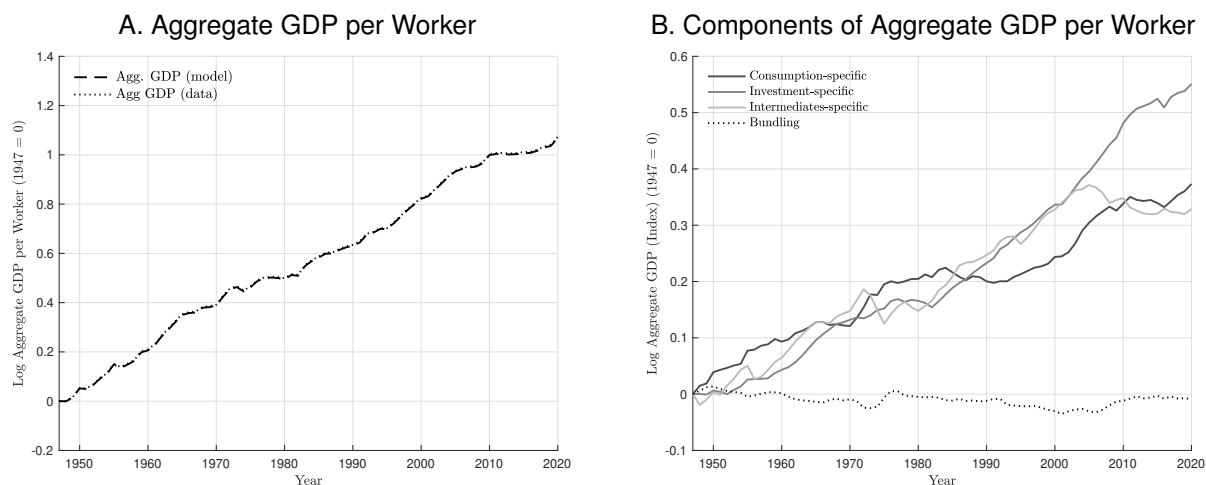 A. Aggregate GDP per Worker
Log Aggregate GDP per Worker (1947 = 0)
1.4
1.2
1
0.8
0.6
0.4
0.2
0
-0.2
Agg. GDP (model)
Agg GDP (data)
1950 1960 1970 1980 1990 2000 2010 2020
Year
B. Components of Aggregate GDP per Worker
Log Aggregate GDP (Index) (1947 = 0)
0.6
0.5
0.4
0.3
0.2
0.1
0
-0.1
Consumption-specific
Investment-specific
Intermediates-specific
Bundling
1950 1960 1970 1980 1990 2000 2010 2020
Year